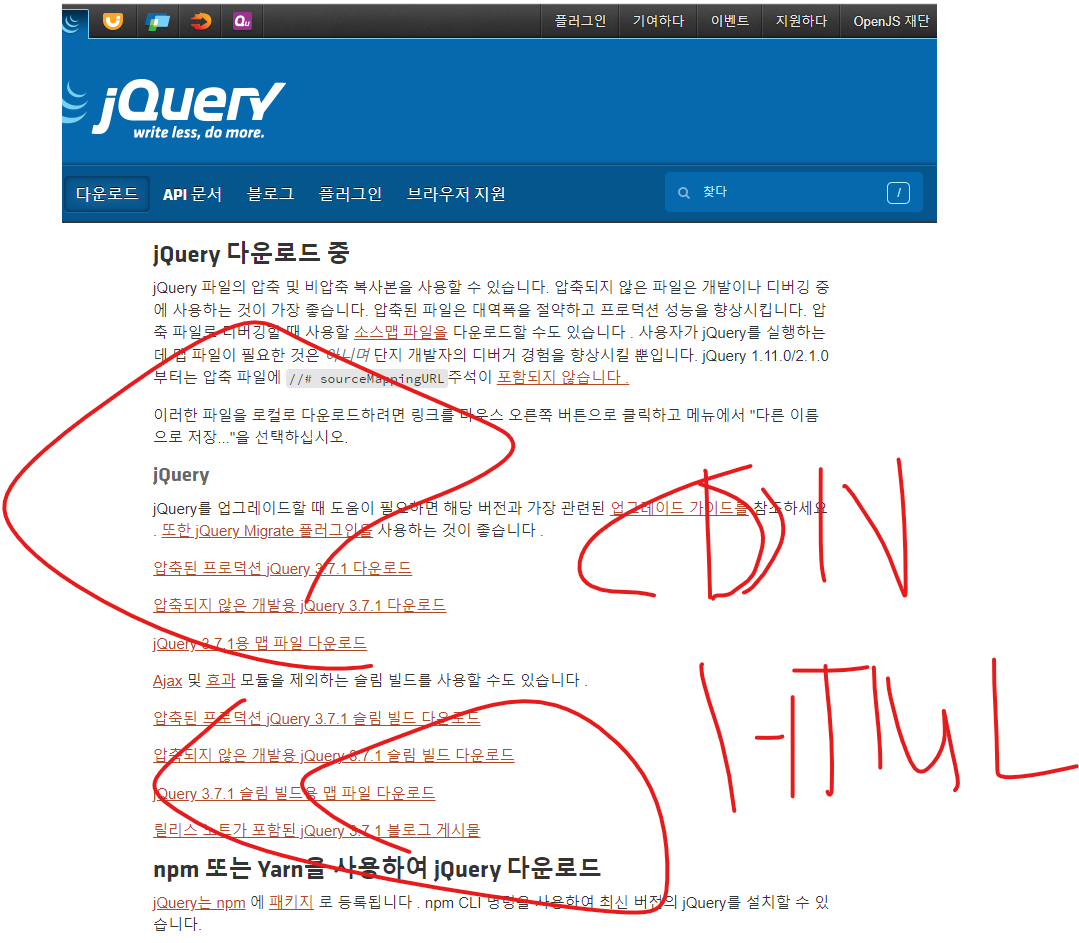 플러그인 기여하다 이벤트 지원하다 OpenJS 재단
Qu
jQuery
write less, do more.
다운로드 API 문서 블로그 플러그인 브라우저 지원 찾다 /
jQuery 다운로드 중
jQuery 파일의 압축 및 비압축 복사본을 사용할 수 있습니다. 압축되지 않은 파일은 개발이나 디버깅 중
에 사용하는 것이 가장 좋습니다. 압축된 파일은 대역폭을 절약하고 프로덕션 성능을 향상시킵니다. 압
축 파일로 디버깅할 때 사용할 소스맵 파일을 다운로드할 수도 있습니다 . 사용자가 jQuery를 실행하는
데 맵 파일이 필요한 것은 아니며 단지 개발자의 디버거 경험을 향상시킬 뿐입니다. jQuery 1.11.0/2.1.0
부터는 압축 파일에 //# sourceMappingURL 주석이 포함되지 않습니다 .
이러한 파일을 로컬로 다운로드하려면 링크를 마우스 오른쪽 버튼으로 클릭하고 메뉴에서 "다른 이름
으로 저장..."을 선택하십시오.
jQuery
jQuery를 업그레이드할 때 도움이 필요하면 해당 버전과 가장 관련된 업그레이드 가이드를 참조하세요
. 또한 jQuery Migrate 플러그인을 사용하는 것이 좋습니다 .
CDN
압축된 프로덕션 jQuery 3.7.1 다운로드
압축되지 않은 개발용 jQuery 3.7.1 다운로드
jQuery 3.7.1용 맵 파일 다운로드
Ajax 및 효과 모듈을 제외하는 슬림 빌드를 사용할 수도 있습니다 .
압축된 프로덕션 jQuery 3.7.1 슬림 빌드 다운로드
HTML
압축되지 않은 개발용 jQuery 3.7.1 슬림 빌드 다운로드
jQuery 3.7.1 슬림 빌드용 맵 파일 다운로드
릴리스 노트가 포함된 jQuery 3.7.1 블로그 게시물
npm 또는 Yarn을 사용하여 jQuery 다운로드
jQuery는 npm 에 패키지 로 등록됩니다 . npm CLI 명령을 사용하여 최신 버전의 jQuery를 설치할 수 있
습니다.